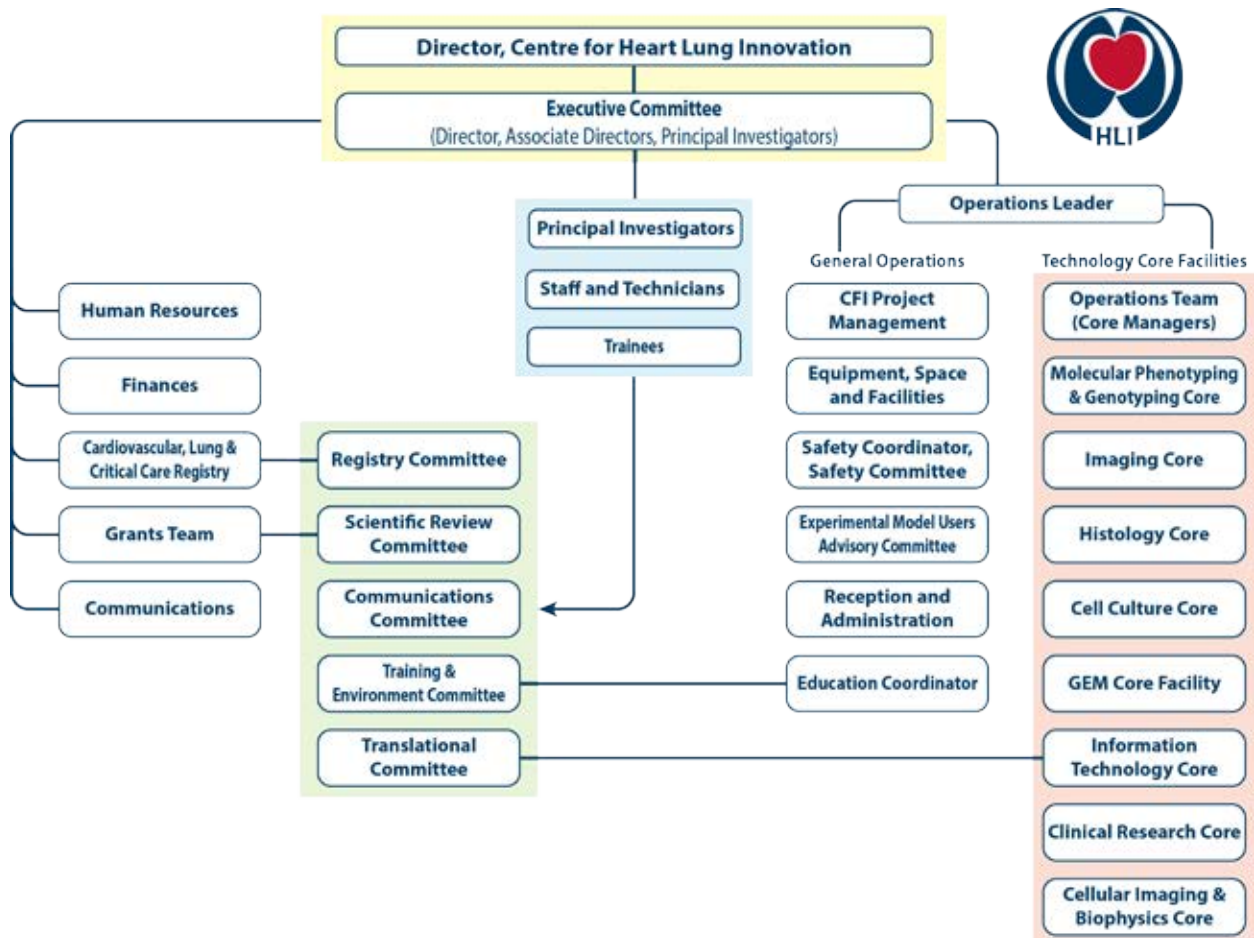 Director, Centre for Heart Lung Innovation
Executive Committee
(Director, Associate Directors, Principal Investigators)
HLI
Operations Leader
Principal Investigators
Staff and Technicians
Trainees
General Operations
Technology Core Facilities
Human Resources
Finances
Cardiovascular, Lung &
Critical Care Registry
Grants Team
Communications
Registry Committee
Scientific Review
Committee
Communications
Committee
Training &
Environment Committee
Translational
Committee
CFI Project
Management
Equipment, Space
and Facilities
Safety Coordinator,
Safety Committee
Experimental Model Users
Advisory Committee
Reception and
Administration
Education Coordinator
Operations Team
(Core Managers)
Molecular Phenotyping
& Genotyping Core
Imaging Core
Histology Core
Cell Culture Core
GEM Core Facility
Information
Technology Core
Clinical Research Core
Cellular Imaging &
Biophysics Core